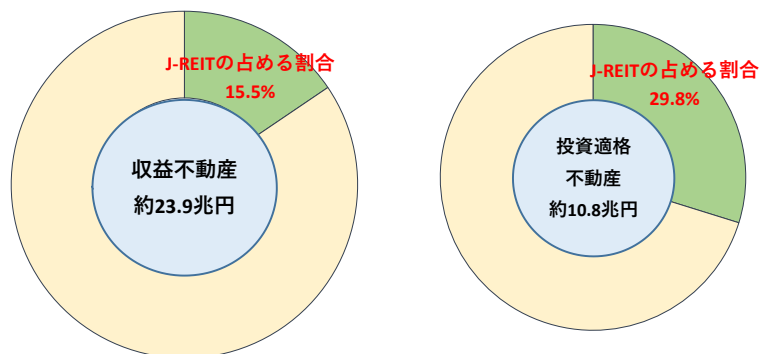 J-REITの占める割合
15.5%
収益不動産
約23.9兆円
J-REITの占める割合
29.8%
投資適格
不動産
約10.8兆円